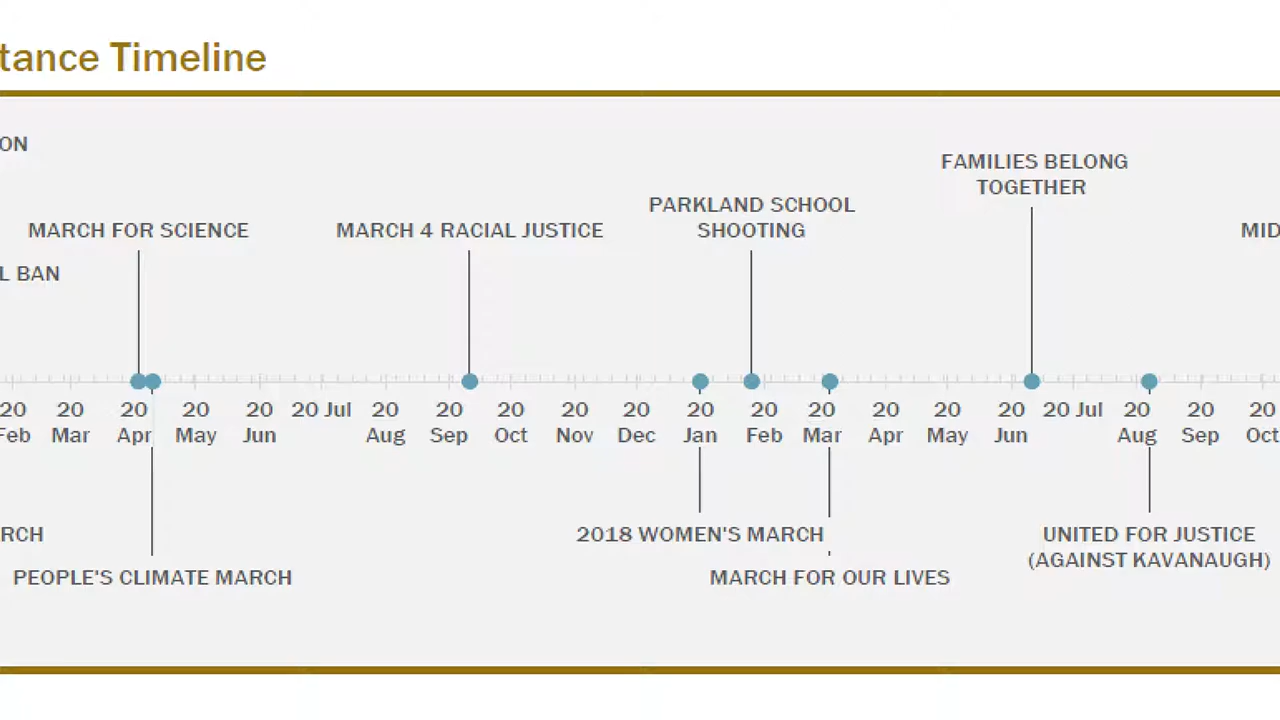 tance Timeline
ON
FAMILIES BELONG
TOGETHER
PARKLAND SCHOOL
SHOOTING
MARCH FOR SCIENCE
MARCH 4 RACIAL JUSTICE
MID
L BAN
20 20 20 20 20 20 Jul 20 20 20 20 20 20 20 20 20 20 20 20 Jul 20 20 20
Feb Mar Apr May Jun Aug Sep Oct Nov Dec Jan Feb Mar Apr May Jun Aug Sep Oct
RCH
2018 WOMEN'S MARCH
UNITED FOR JUSTICE
(AGAINST KAVANAUGH)
PEOPLE'S CLIMATE MARCH
MARCH FOR OUR LIVES